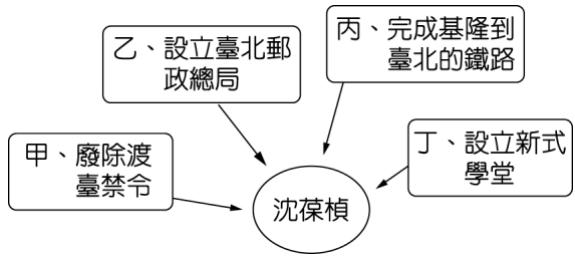 甲、廢除渡
臺禁令
乙、設立臺北郵
政總局
丙、完成基隆到
臺北的鐵路
丁、設立新式
學堂
沈葆楨